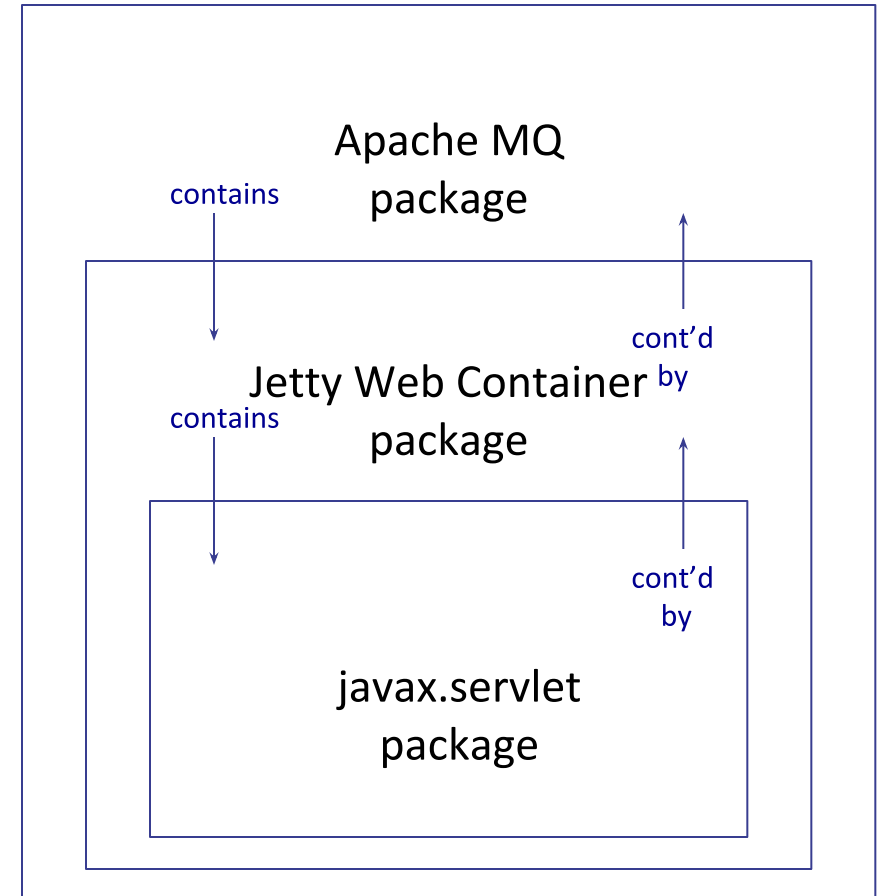 Apache MQ
package
contains
cont’d
by
Jetty Web Container
package
contains
cont’d
by
javax.servlet
package